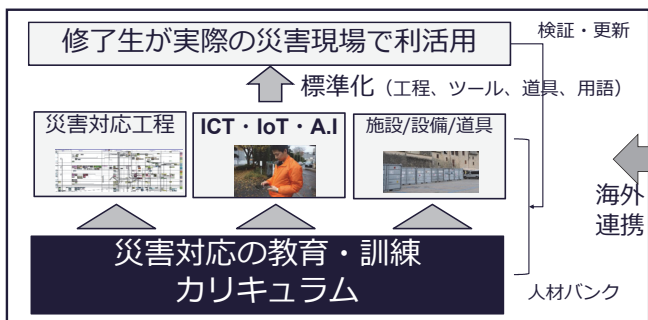 修了生が実際の災害現場で利活用
検証・更新
標準化（工程、ツール、道具、用語）
災害対応工程
ICT・IoT・A.I
施設/設備/道具
海外
連携
災害対応の教育・訓練
カリキュラム
人材バンク